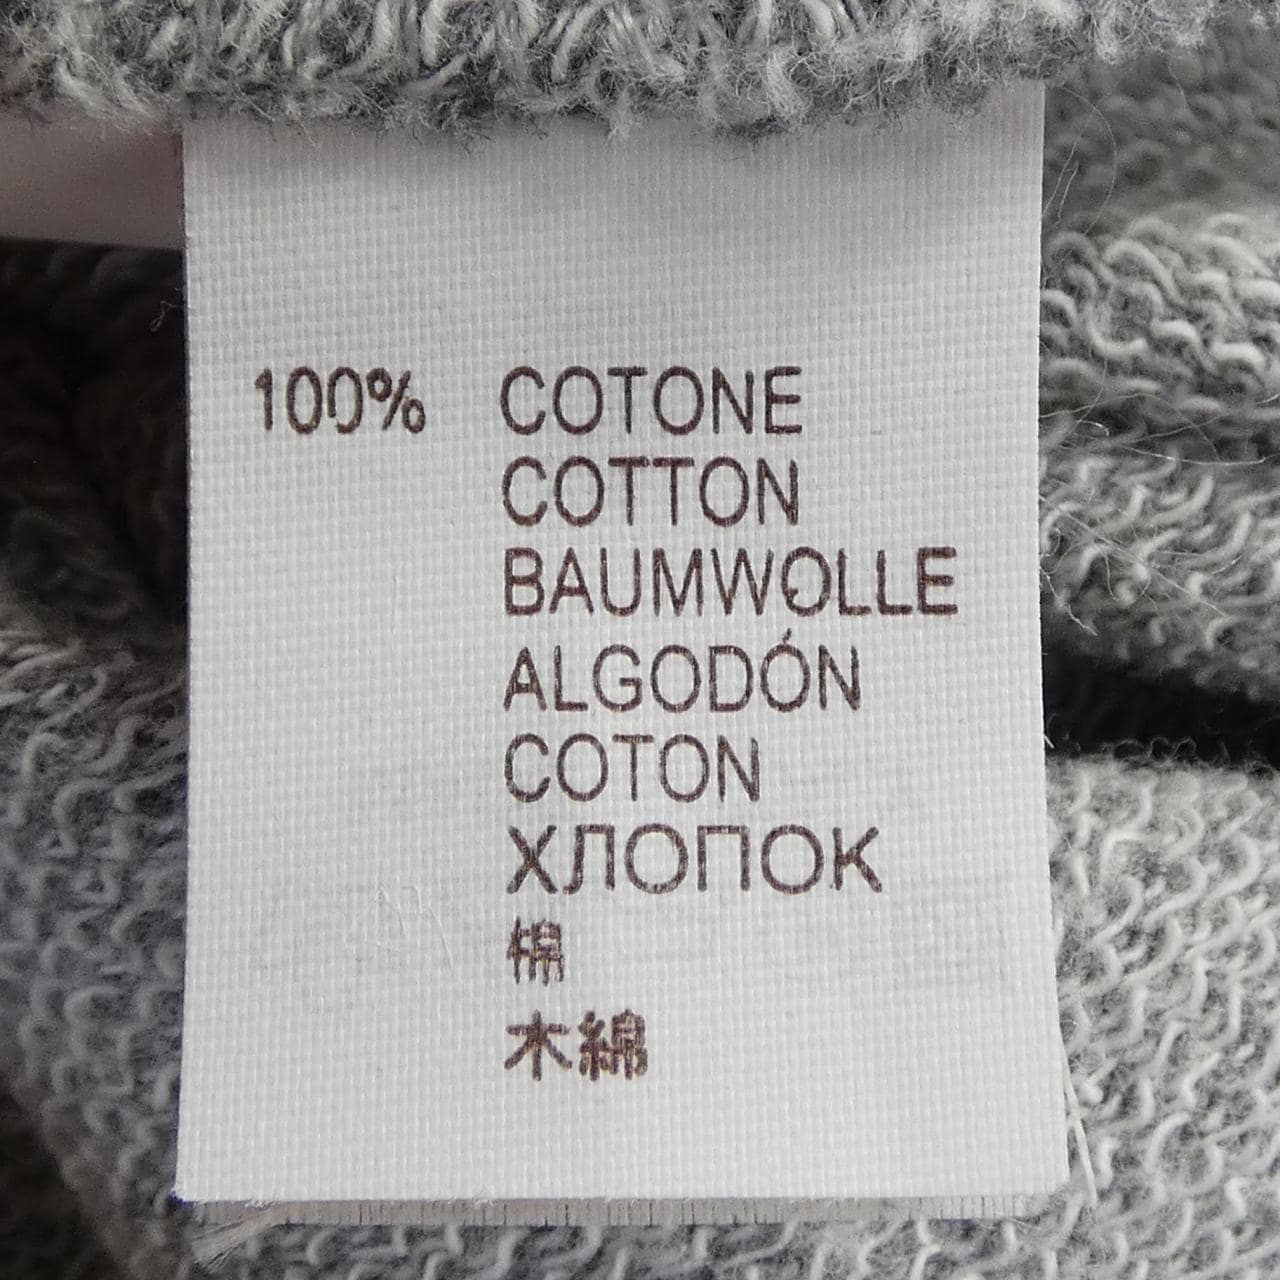 100% COTONE
COTTON
BAUMWOLLE
ALGODÓN
COTON
ХЛОПОК
棉
木綿